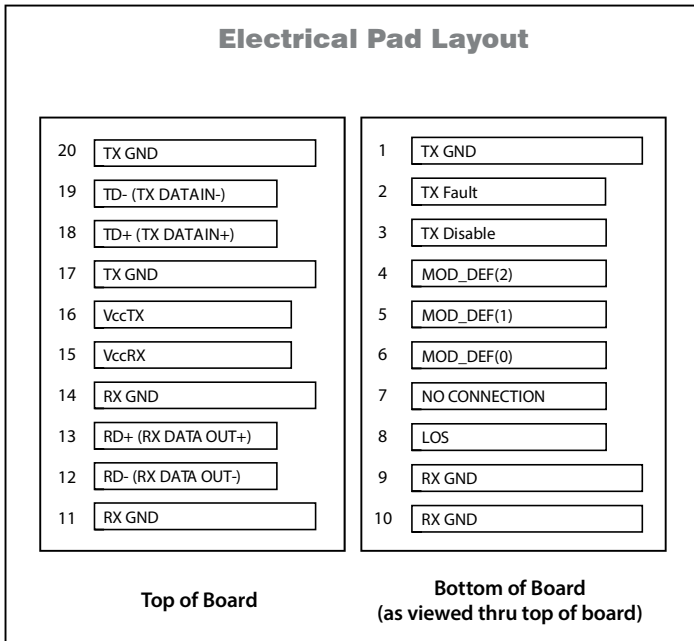 Electrical Pad Layout
20 TX GND
19 TD- (TX DATAIN-)
18 TD+ (TX DATAIN+)
17 TX GND
16 VccTX
15 VccRX
14 RX GND
13 RD+ (RX DATA OUT+)
12 RD- (RX DATA OUT-)
11 RX GND
Top of Board
1 TX GND
2 TX Fault
3 TX Disable
4 MOD_DEF(2)
5 MOD_DEF(1)
6 MOD_DEF(0)
7 NO CONNECTION
8 LOS
9 RX GND
10 RX GND
Bottom of Board
(as viewed thru top of board)